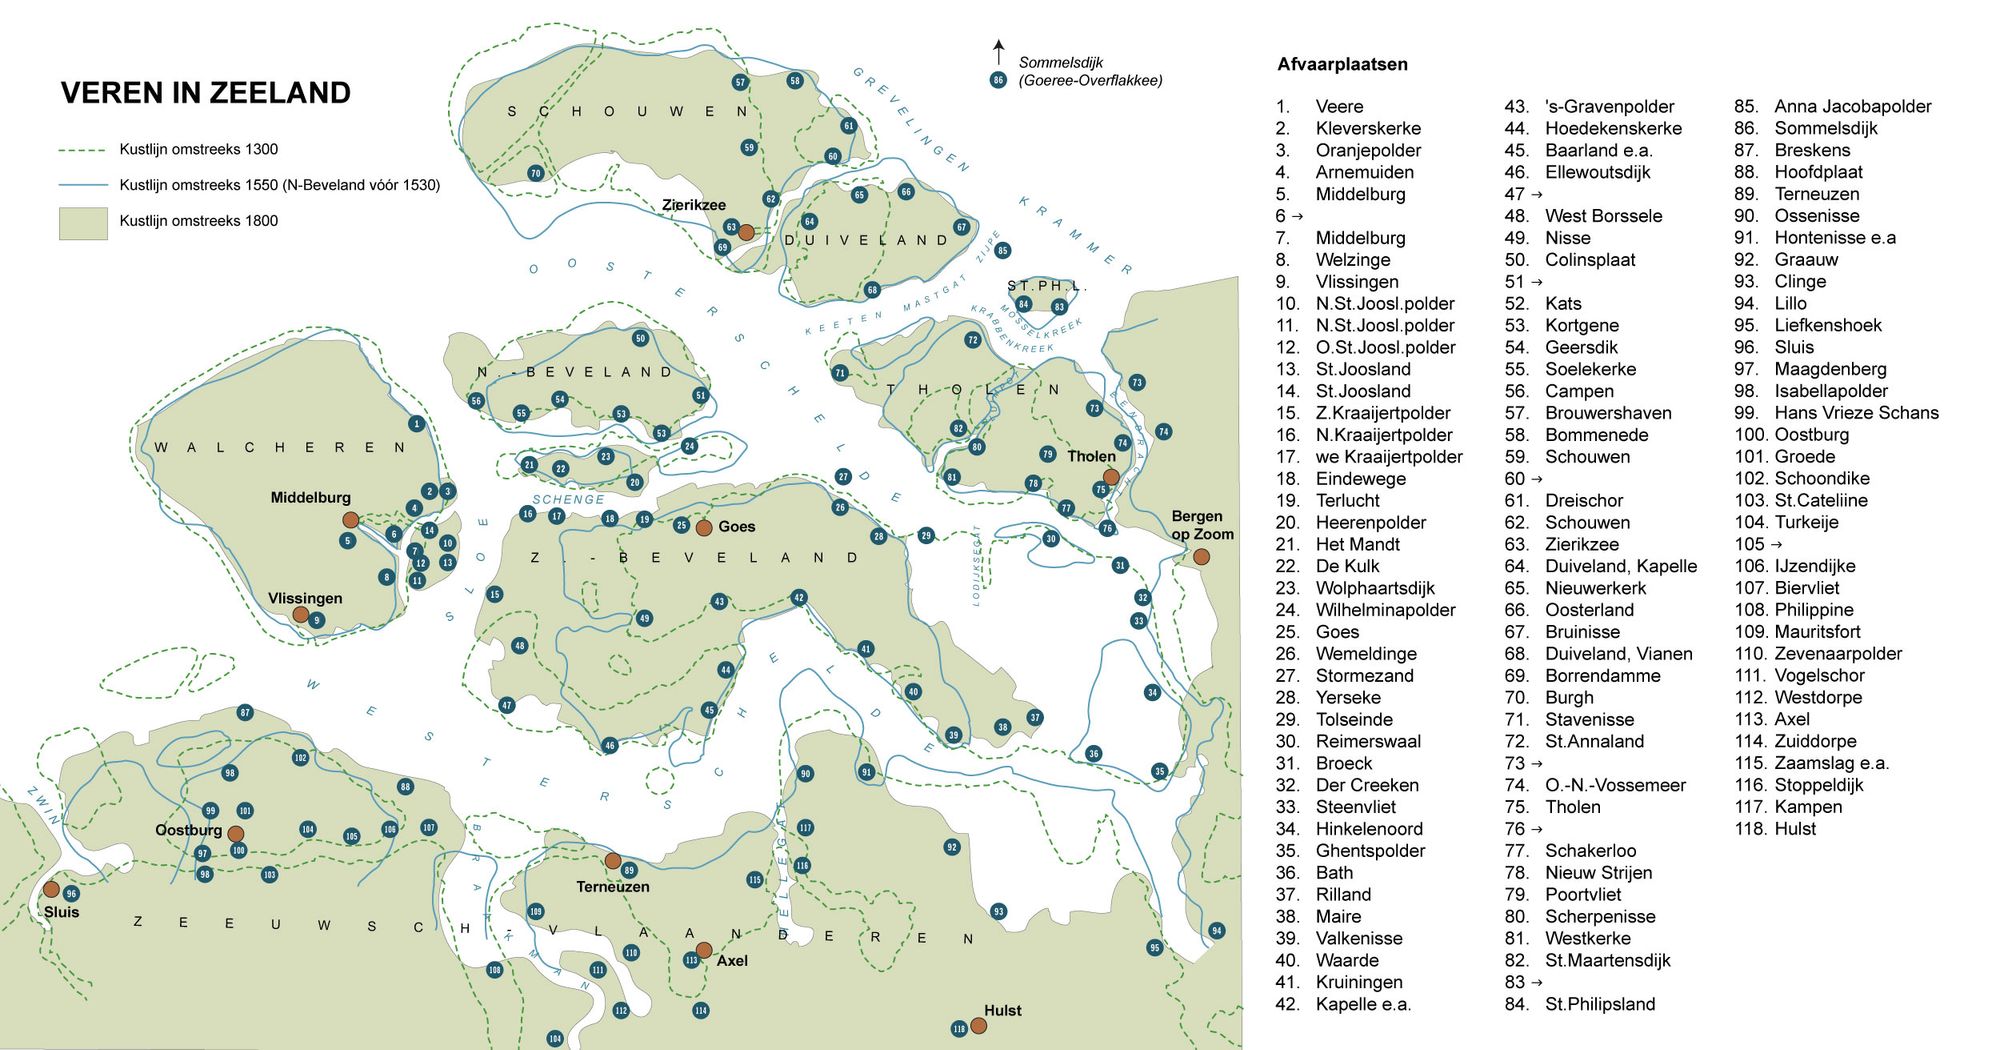 VEREN IN ZEELAND
Kustlijn omstreeks 1300
Kustlijn omstreeks 1550 (N-Beveland vóór 1530)
Kustlijn omstreeks 1800
86
Sommelsdijk
(Goeree-Overflakkee)
SCHOUWEN
57
58
59
60
61
62
63
69
70
Zierikzee
GREVELINGEN
KRAMMER
DUIVELAND
64
65
66
67
68
85
ZIJPE
KEETEN MASTGAT
ST.PH.L.
84
83
MOSSELKREEK
KRABBENKREEK
OOSTERSCHELDE
N.-BEVELAND
50
51
53
53
54
55
56
THOLEN
71
72
73
73
74
74
75
76
77
78
79
80
81
82
Tholen
EENDRACHT
Bergen
op Zoom
WALCHEREN
1
2
3
4
5
6
7
8
9
10
11
12
13
14
Middelburg
Vlissingen
SLOE
SCHENGE
20
21
22
23
24
Z.-BEVELAND
15
16
17
18
19
25
Goes
26
27
28
29
30
31
32
33
34
35
36
37
38
39
40
41
42
43
44
45
46
47
48
49
LODIJKSEGAT
WESTERSCHELDE
ZWIN
87
88
98
102
99
101
Oostburg
100
104
105
106
107
97
98
103
96
Sluis
BRAAKMAN
ZEEUWSCH-VLAANDEREN
89
Terneuzen
90
91
92
93
94
95
HELLEGAT
115
116
117
109
110
111
112
113
Axel
114
108
104
118
Hulst
Afvaarplaatsen
1. Veere
2. Kleverskerke
3. Oranjepolder
4. Arnemuiden
5. Middelburg
6 →
7. Middelburg
8. Welzinge
9. Vlissingen
10. N.St.Joosl.polder
11. N.St.Joosl.polder
12. O.St.Joosl.polder
13. St.Joosland
14. St.Joosland
15. Z.Kraaijertpolder
16. N.Kraaijertpolder
17. we Kraaijertpolder
18. Eindewege
19. Terlucht
20. Heerenpolder
21. Het Mandt
22. De Kulk
23. Wolphaartsdijk
24. Wilhelminapolder
25. Goes
26. Wemeldinge
27. Stormezand
28. Yerseke
29. Tolseinde
30. Reimerswaal
31. Broeck
32. Der Creeken
33. Steenvliet
34. Hinkelenoord
35. Ghentspolder
36. Bath
37. Rilland
38. Maire
39. Valkenisse
40. Waarde
41. Kruiningen
42. Kapelle e.a.
43. 's-Gravenpolder
44. Hoedekenskerke
45. Baarland e.a.
46. Ellewoutsdijk
47 →
48. West Borssele
49. Nisse
50. Colinsplaat
51 →
52. Kats
53. Kortgene
54. Geersdik
55. Soelekerke
56. Campen
57. Brouwershaven
58. Bommenede
59. Schouwen
60 →
61. Dreischor
62. Schouwen
63. Zierikzee
64. Duiveland, Kapelle
65. Nieuwerkerk
66. Oosterland
67. Bruinisse
68. Duiveland, Vianen
69. Borrendamme
70. Burgh
71. Stavenisse
72. St.Annaland
73 →
74. O.-N.-Vossemeer
75. Tholen
76 →
77. Schakerloo
78. Nieuw Strijen
79. Poortvliet
80. Scherpenisse
81. Westkerke
82. St.Maartensdijk
83 →
84. St.Philipsland
85. Anna Jacobapolder
86. Sommelsdijk
87. Breskens
88. Hoofdplaat
89. Terneuzen
90. Ossenisse
91. Hontenisse e.a
92. Graauw
93. Clinge
94. Lillo
95. Liefkenshoek
96. Sluis
97. Maagdenberg
98. Isabellapolder
99. Hans Vrieze Schans
100. Oostburg
101. Groede
102. Schoondike
103. St.Cateliine
104. Turkeije
105 →
106. IJzendijke
107. Biervliet
108. Philippine
109. Mauritsfort
110. Zevenaarpolder
111. Vogelschor
112. Westdorpe
113. Axel
114. Zuiddorpe
115. Zaamslag e.a.
116. Stoppeldijk
117. Kampen
118. Hulst